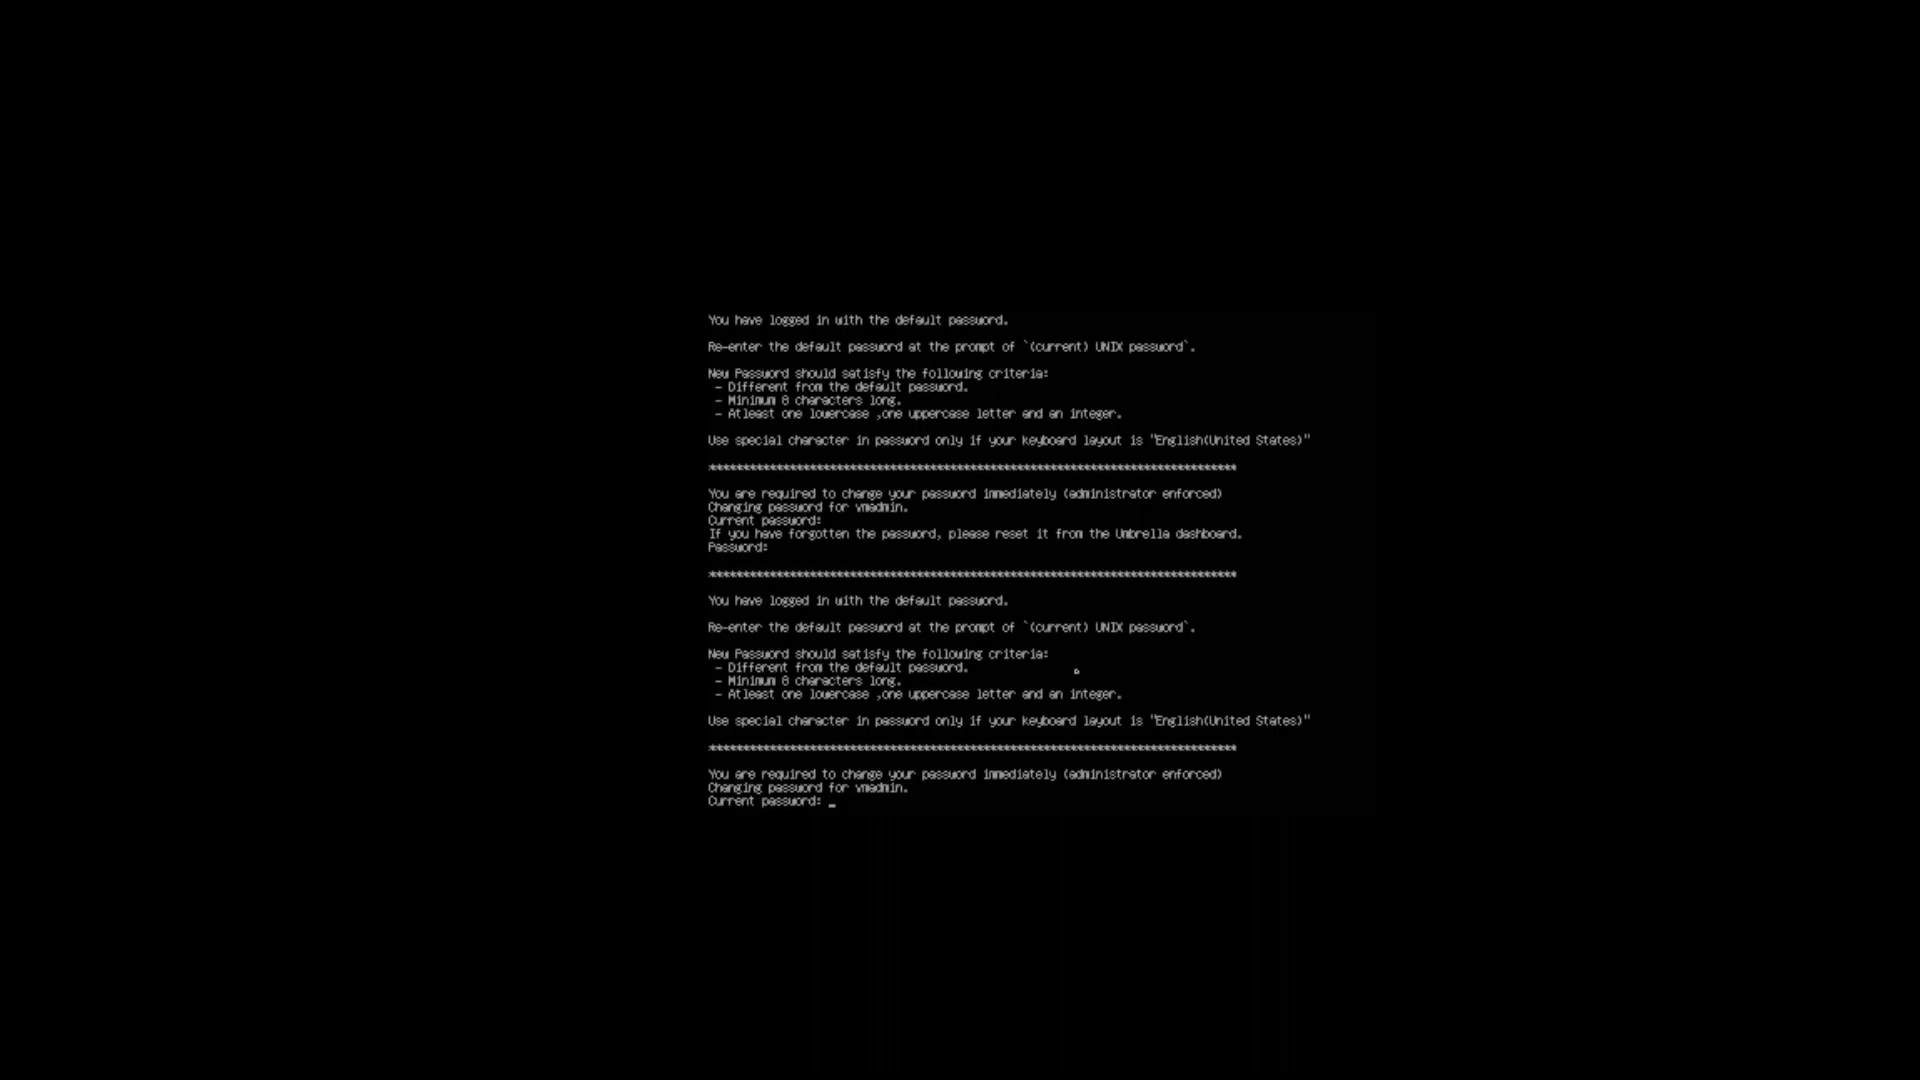 You have logged in with the default password.
Re-enter the default password at the prompt of `(current) UNIX password`.
New Password should satisfy the following criteria:
- Different from the default password.
- Minimum 8 characters long.
- Atleast one lowercase ,one uppercase letter and an integer.
Use special character in password only if your keyboard layout is "English(United States)"
*******************************************************************************
You are required to change your password immediately (administrator enforced)
Changing password for vmadmin.
Current password:
If you have forgotten the password, please reset it from the Umbrella dashboard.
Password:
*******************************************************************************
You have logged in with the default password.
Re-enter the default password at the prompt of `(current) UNIX password`.
New Password should satisfy the following criteria:
- Different from the default password.
- Minimum 8 characters long.
- Atleast one lowercase ,one uppercase letter and an integer.
Use special character in password only if your keyboard layout is "English(United States)"
*******************************************************************************
You are required to change your password immediately (administrator enforced)
Changing password for vmadmin.
Current password: _